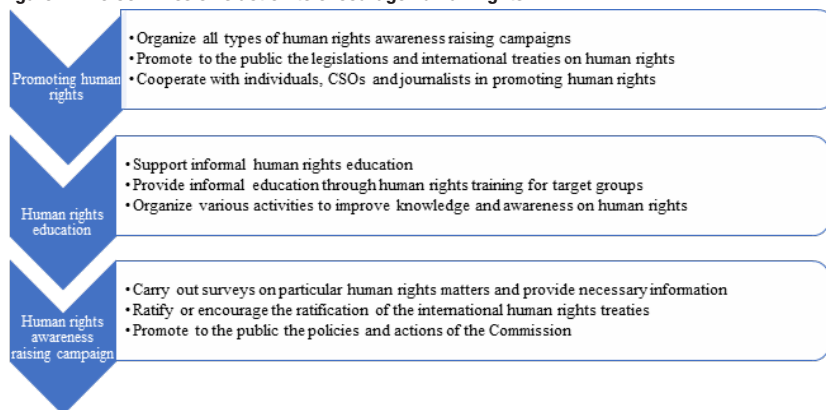 Promoting human
rights
•Organize all types of human rights awareness raising campaigns
•Promote to the public the legislations and international treaties on human rights
•Cooperate with individuals, CSOs and journalists in promoting human rights
Human rights
education
•Support informal human rights education
•Provide informal education through human rights training for target groups
•Organize various activities to improve knowledge and awareness on human rights
Human rights
awareness
raising campaign
•Carry out surveys on particular human rights matters and provide necessary information
•Ratify or encourage the ratification of the international human rights treaties
•Promote to the public the policies and actions of the Commission